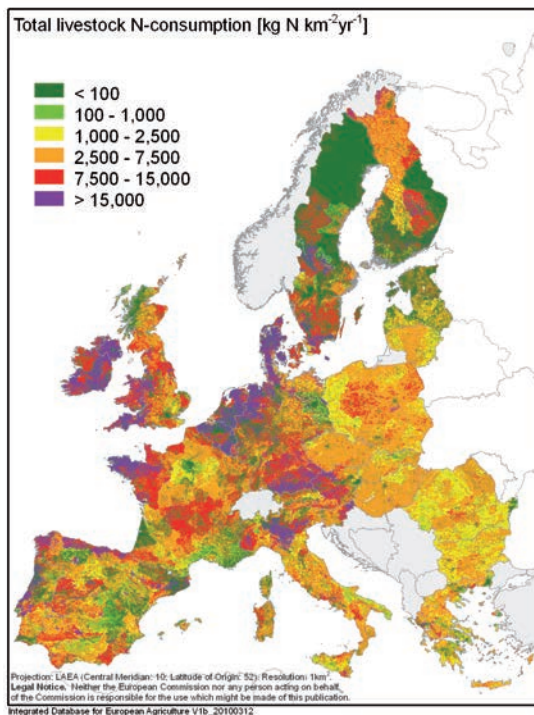 Total livestock N-consumption [kg N km⁻²yr⁻¹]
< 100
100 - 1,000
1,000 - 2,500
2,500 - 7,500
7,500 - 15,000
> 15,000
Projection: LAEA (Central Meridian: 10; Latitude of Origin: 52); Resolution: 1km².
Legal Notice. Neither the European Commission nor any person acting on behalf
of the Commission is responsible for the use which might be made of this publication.
Integrated Database for European Agriculture V1b_20100312